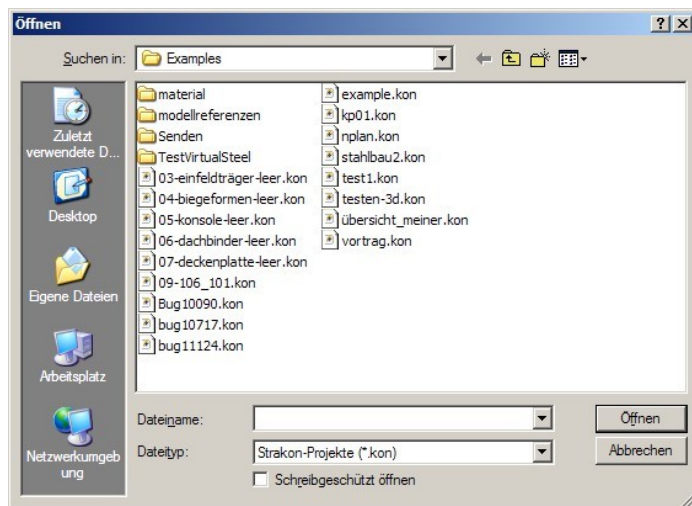 Öffnen
Suchen in:
Examples
Zuletzt
verwendete D...
Desktop
Eigene Dateien
Arbeitsplatz
Netzwerkumgeb
ung
material
modellreferenzen
Senden
TestVirtualSteel
03-einfeldträger-leer.kon
04-biegeformen-leer.kon
05-konsole-leer.kon
06-dachbinder-leer.kon
07-deckenplatte-leer.kon
09-106_101.kon
Bug10090.kon
bug10717.kon
bug11124.kon
example.kon
kp01.kon
nplan.kon
stahlbau2.kon
test1.kon
testen-3d.kon
übersicht_meiner.kon
vortrag.kon
Dateiname:
Öffnen
Dateityp:
Strakon-Projekte (*.kon)
Abbrechen
Schreibgeschützt öffnen